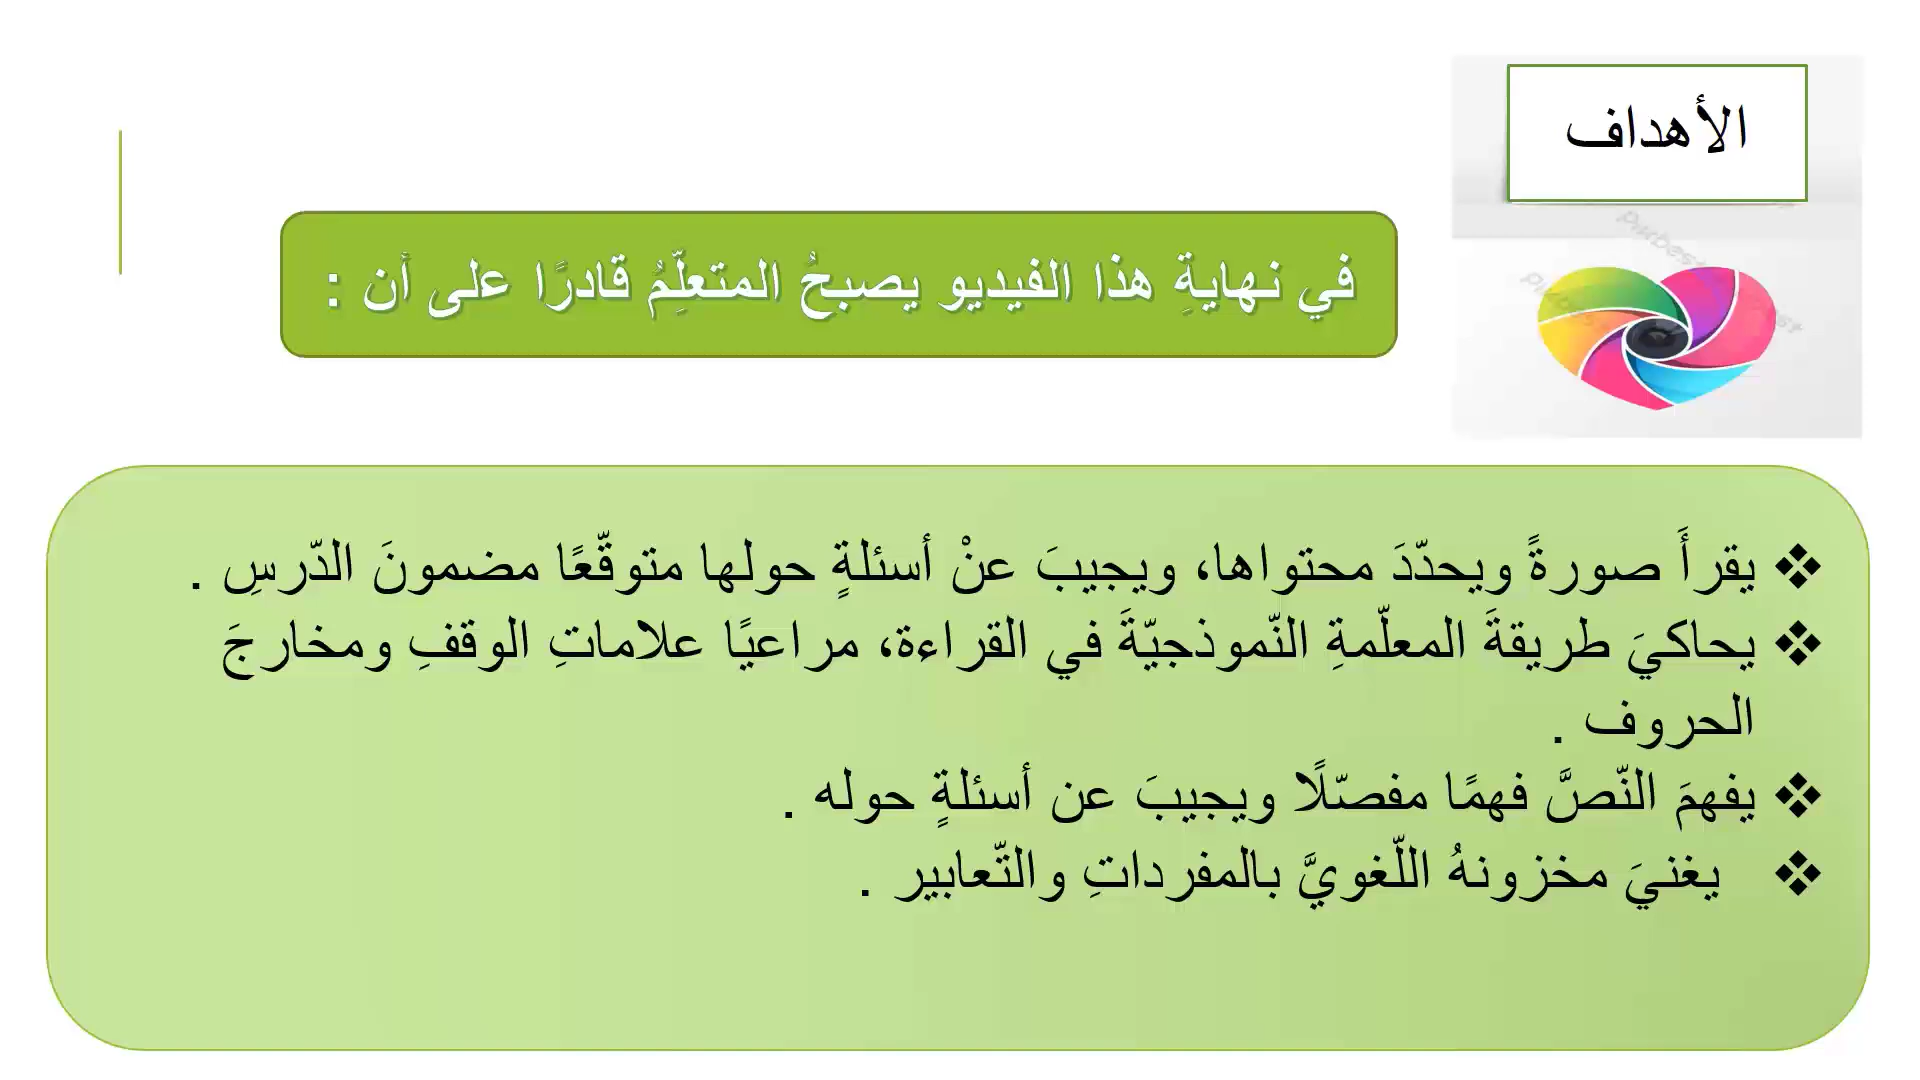 الأهداف
في نهايةِ هذا الفيديو يصبحُ المتعلِّمُ قادرًا على أن :
❖ يقرأَ صورةً ويحدّدَ محتواها، ويجيبَ عنْ أسئلةٍ حولها متوقّعًا مضمونَ الدّرسِ .
❖ يحاكيَ طريقةَ المعلّمةِ النّموذجيّةَ في القراءة، مراعيًا علاماتِ الوقفِ ومخارجَ
الحروف .
❖ يفهمَ النّصَّ فهمًا مفصّلًا ويجيبَ عن أسئلةٍ حوله .
❖ يغنيَ مخزونهُ اللّغويَّ بالمفرداتِ والتّعابير .